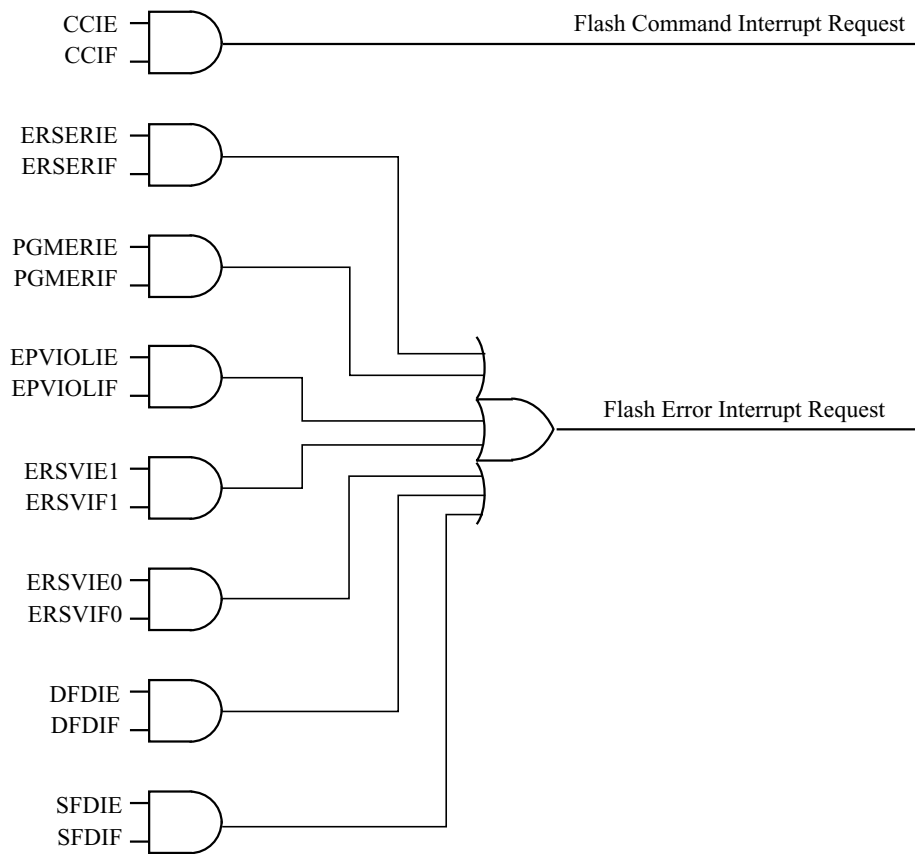 CCIE
CCIF
Flash Command Interrupt Request
ERSERIE
ERSERIF
PGMERIE
PGMERIF
EPVIOLIE
EPVIOLIF
Flash Error Interrupt Request
ERSVIE1
ERSVIF1
ERSVIE0
ERSVIF0
DFDIE
DFDIF
SFDIE
SFDIF